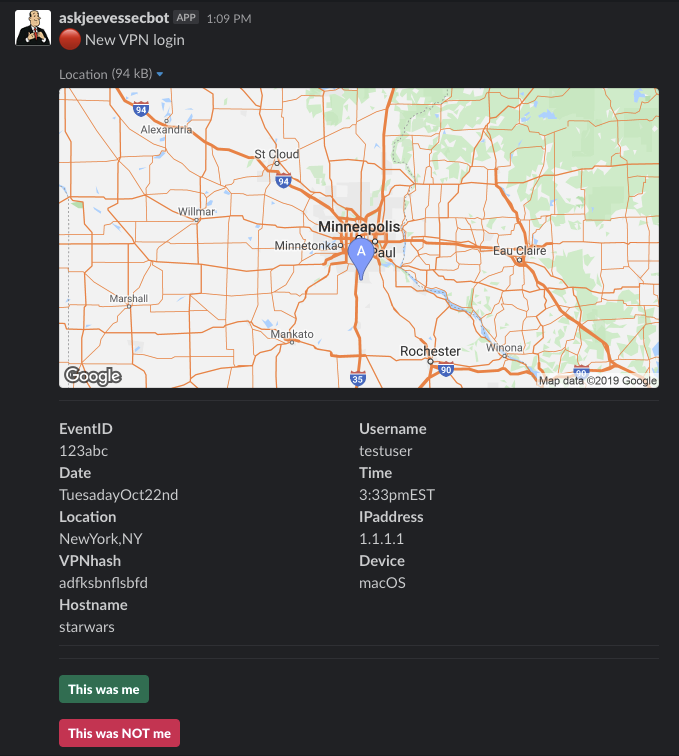 askjeevessecbot APP 1:09 PM
New VPN login
Location (94 kB)
94
Alexandria
St Cloud
94
Willmar
Minneapolis
Minnetonka
Paul
A
Eau Claire
Marshall
Mankato
Rochester
Winona
Google
35
90
90
Map data ©2019 Google
EventID
123abc
Username
testuser
Date
TuesadayOct22nd
Time
3:33pmEST
Location
NewYork,NY
IPaddress
1.1.1.1
VPNhash
adfksbnflsbfd
Device
macOS
Hostname
starwars
This was me
This was NOT me